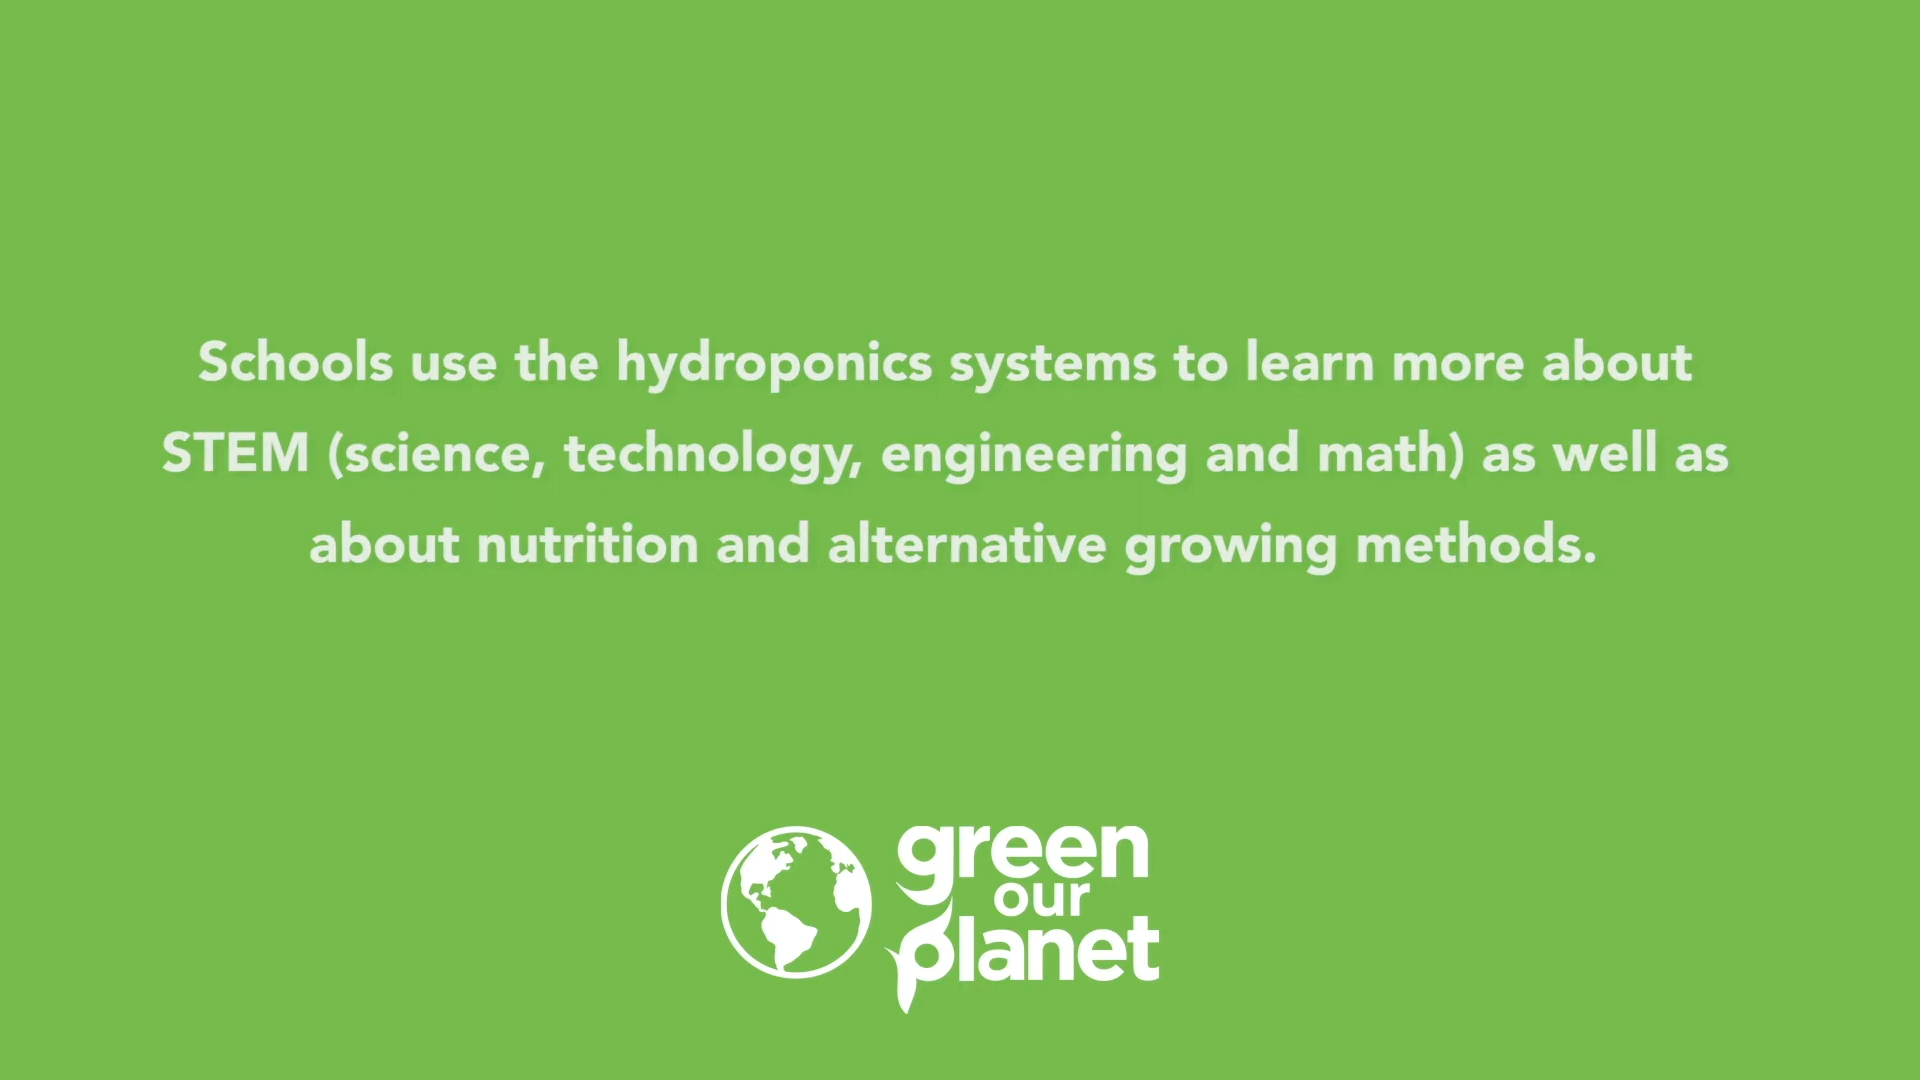 Schools use the hydroponics systems to learn more about
STEM (science, technology, engineering and math) as well as
about nutrition and alternative growing methods.
green
our
planet